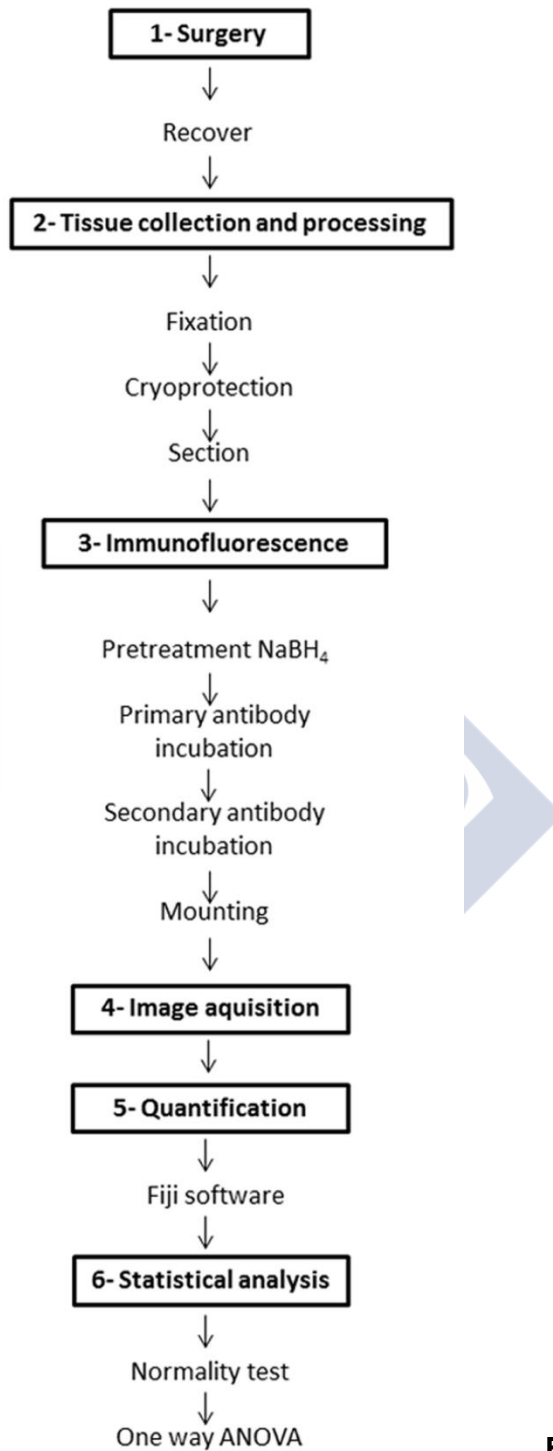 1- Surgery
Recover
2- Tissue collection and processing
Fixation
Cryoprotection
Section
3- Immunofluorescence
Pretreatment NaBH₄
Primary antibody
incubation
Secondary antibody
incubation
Mounting
4- Image aquisition
5- Quantification
Fiji software
6- Statistical analysis
Normality test
One way ANOVA